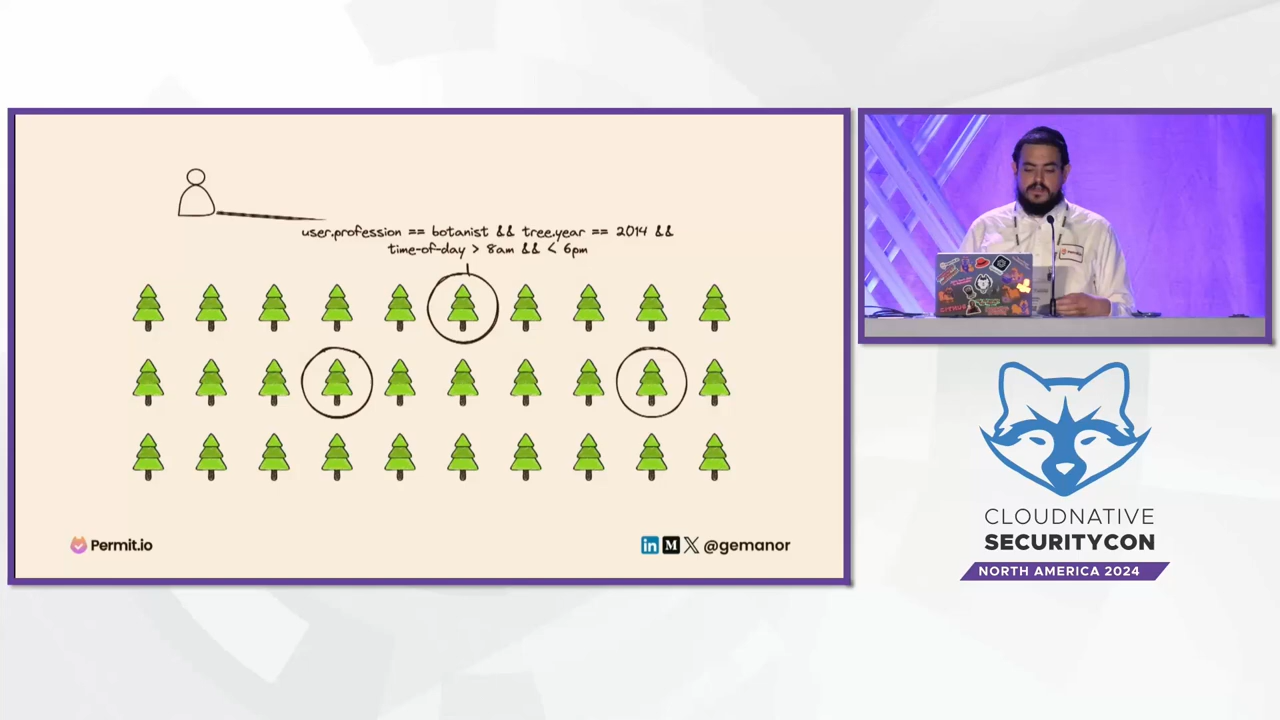 user.profession == botanist && tree.year == 2014 &&
time-of-day > 8am && < 6pm
Permit.io
in M X @gemanor
CLOUDNATIVE
SECURITYCON
NORTH AMERICA 2024